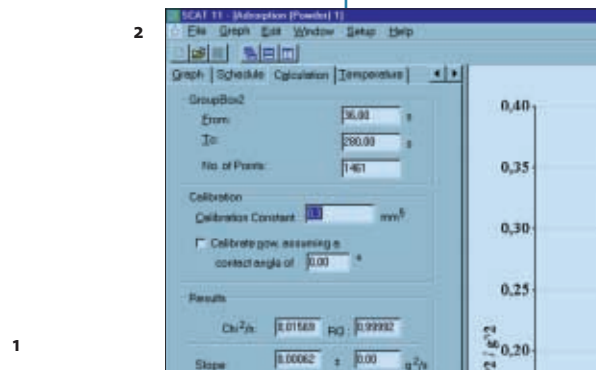 2
SCAT 11 - [Adsorption (Powder) 1]
File Graph Edit Window Setup Help
Graph Schedule Calculation Temperature
GroupBox2
From: 36,00 s
To: 280,00 s
No. of Points: 1461
Calibration
Calibration Constant: mm⁵
Calibrate now, assuming a
contact angle of 0,00 °
Results
Chi²/n: 0,01569 RQ: 0,99992
Slope: 0,00062 ± 0,00 g²/s
0,40
0,35
0,30
0,25
0,20
1